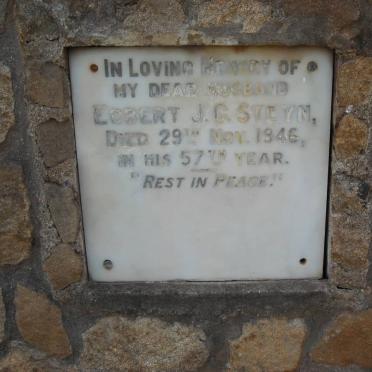 IN LOVING MEMORY OF
MY DEAR HUSBAND
EGBERT J. G. STEYN,
DIED 29TH NOV. 1946,
IN HIS 57TH YEAR.
"REST IN PEACE."